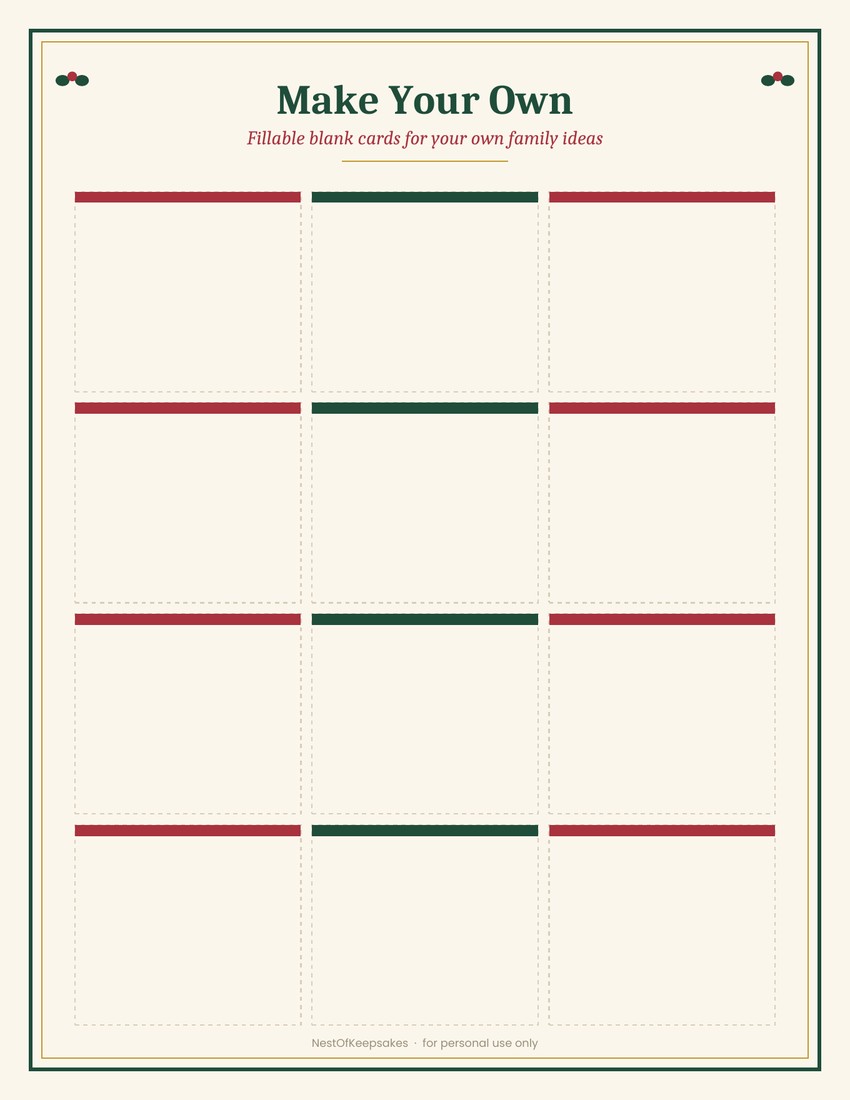 Make Your Own
Fillable blank cards for your own family ideas
NestOfKeepsakes · for personal use only